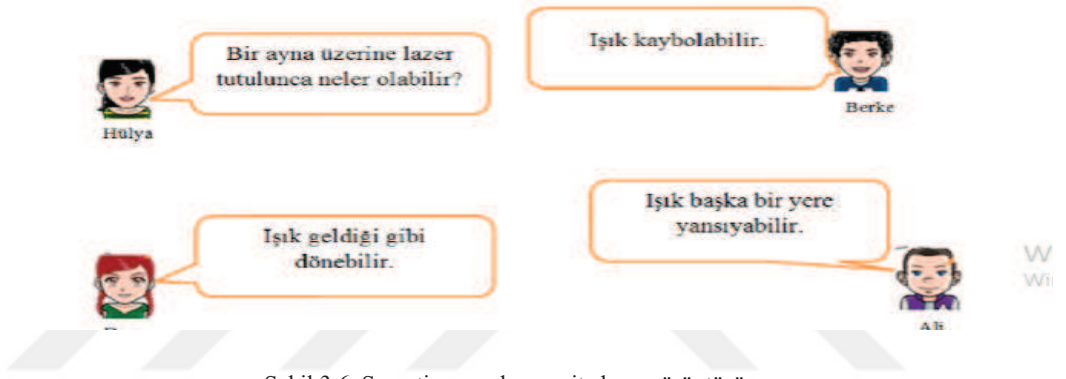 Bir ayna üzerine lazer
tutulunca neler olabilir?
Hülya
Işık kaybolabilir.
Berke
Işık geldiği gibi
dönebilir.
Işık başka bir yere
yansıyabilir.
Ali